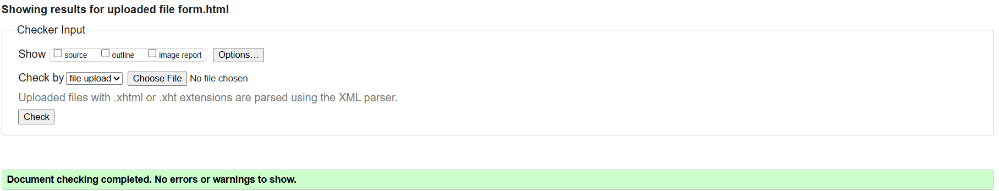 Showing results for uploaded file form.html
Checker Input
Show source outline image report Options…
Check by file upload Choose File No file chosen
Uploaded files with .xhtml or .xht extensions are parsed using the XML parser.
Check
Document checking completed. No errors or warnings to show.